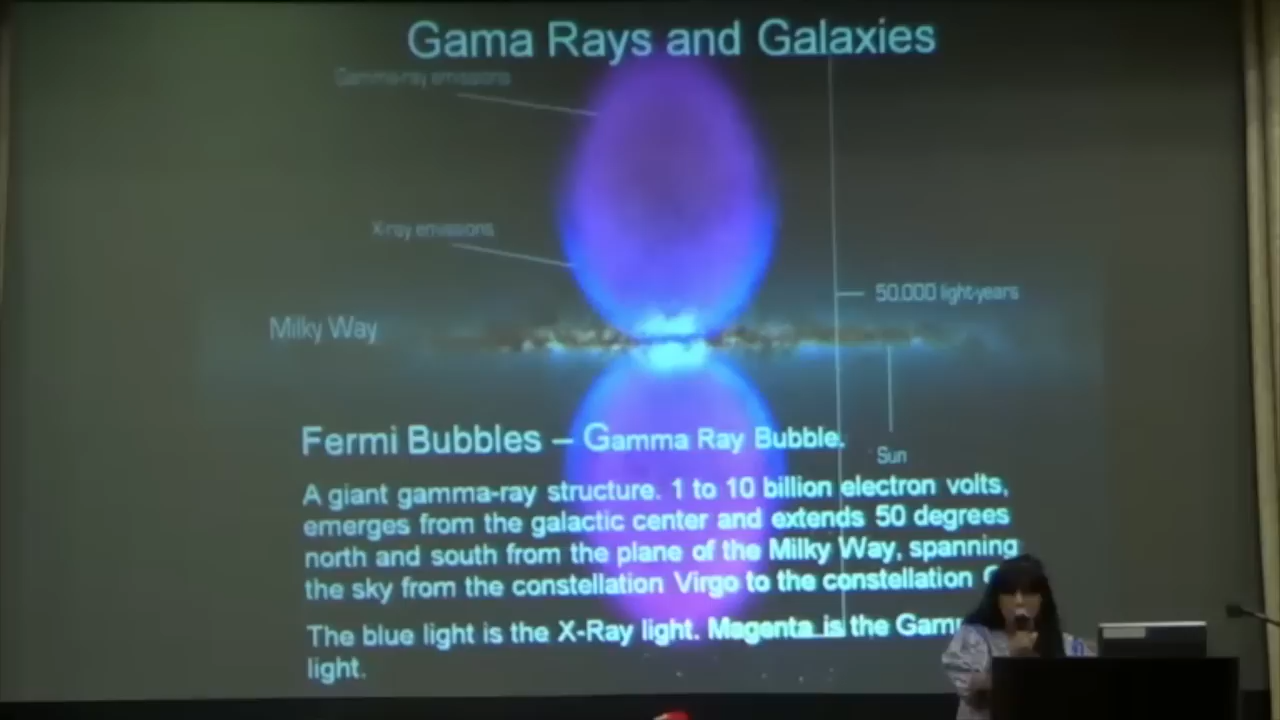 Gama Rays and Galaxies
Gamma-ray emissions
X-ray emissions
50,000 light-years
Milky Way
Fermi Bubbles – Gamma Ray Bubble.
Sun
A giant gamma-ray structure. 1 to 10 billion electron volts,
emerges from the galactic center and extends 50 degrees
north and south from the plane of the Milky Way, spanning
the sky from the constellation Virgo to the constellation
The blue light is the X-Ray light. Magenta is the
light.